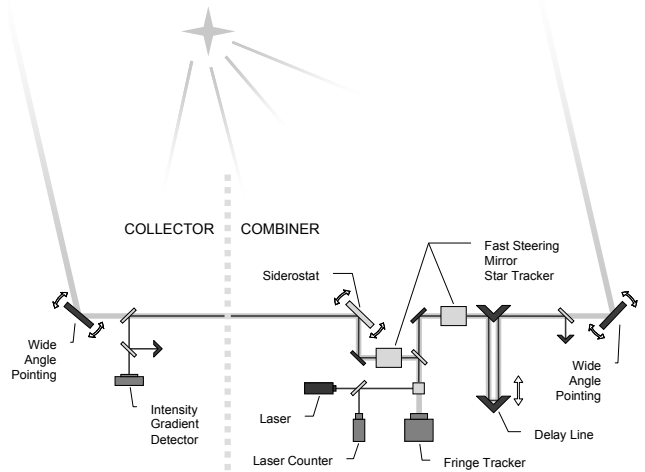 COLLECTOR
COMBINER
Fast Steering
Mirror
Star Tracker
Siderostat
Wide
Angle
Pointing
Wide
Angle
Pointing
Intensity
Gradient
Detector
Laser
Delay Line
Laser Counter
Fringe Tracker